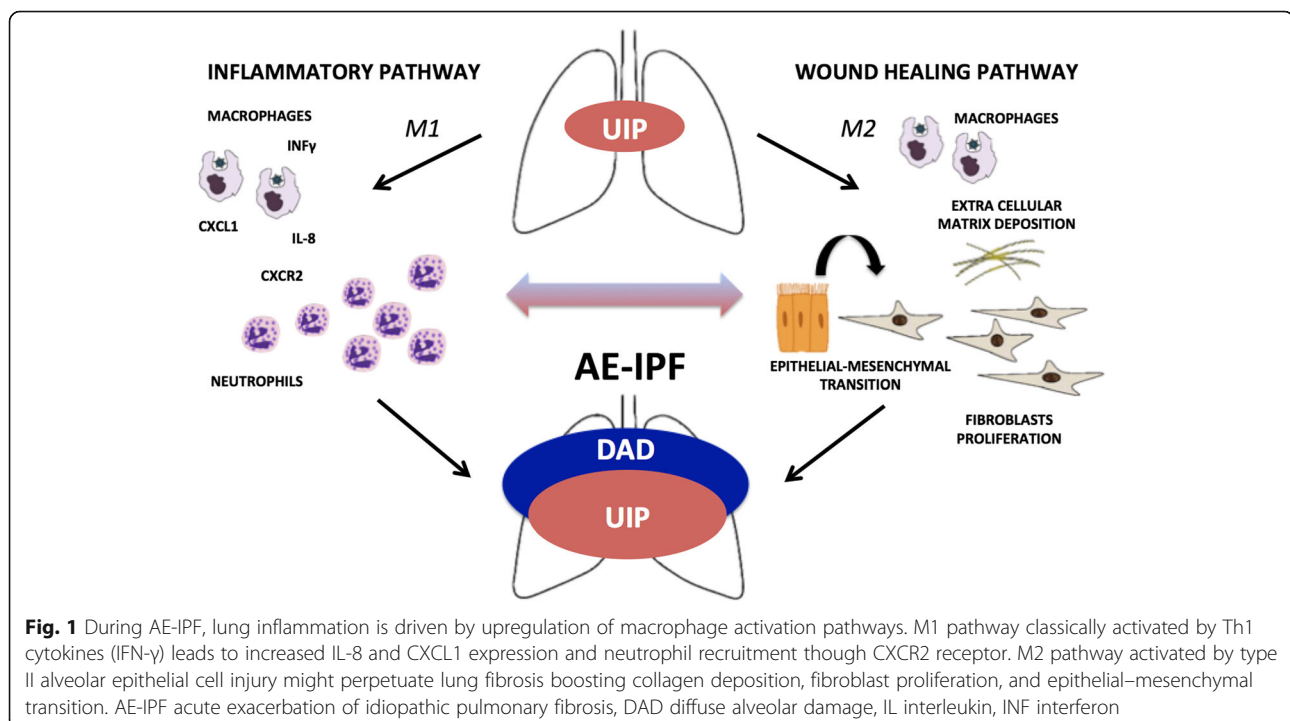 INFLAMMATORY PATHWAY
WOUND HEALING PATHWAY
MACROPHAGES
INFγ
M1
CXCL1
IL-8
CXCR2
NEUTROPHILS
UIP
M2
MACROPHAGES
EXTRA CELLULAR
MATRIX DEPOSITION
EPITHELIAL-MESENCHYMAL
TRANSITION
FIBROBLASTS
PROLIFERATION
AE-IPF
DAD
UIP
Fig. 1 During AE-IPF, lung inflammation is driven by upregulation of macrophage activation pathways. M1 pathway classically activated by Th1
cytokines (IFN-γ) leads to increased IL-8 and CXCL1 expression and neutrophil recruitment though CXCR2 receptor. M2 pathway activated by type
II alveolar epithelial cell injury might perpetuate lung fibrosis boosting collagen deposition, fibroblast proliferation, and epithelial–mesenchymal
transition. AE-IPF acute exacerbation of idiopathic pulmonary fibrosis, DAD diffuse alveolar damage, IL interleukin, INF interferon